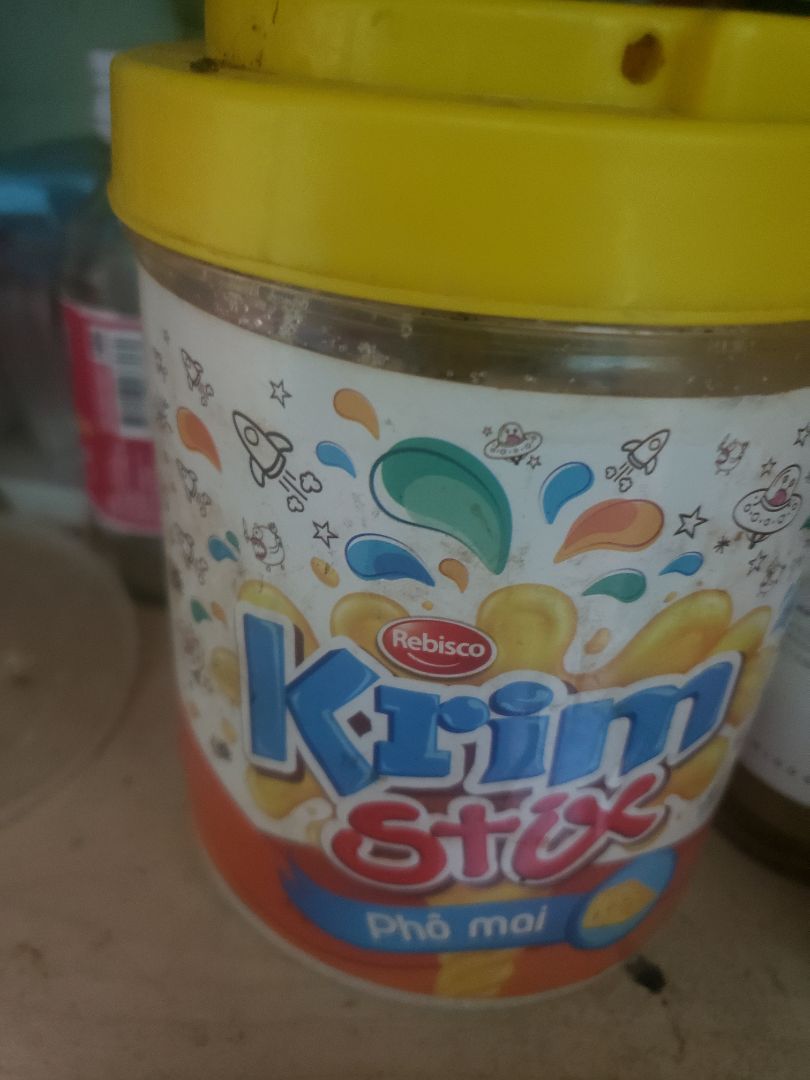 Rebisco
Krim
Stix
Phô mai